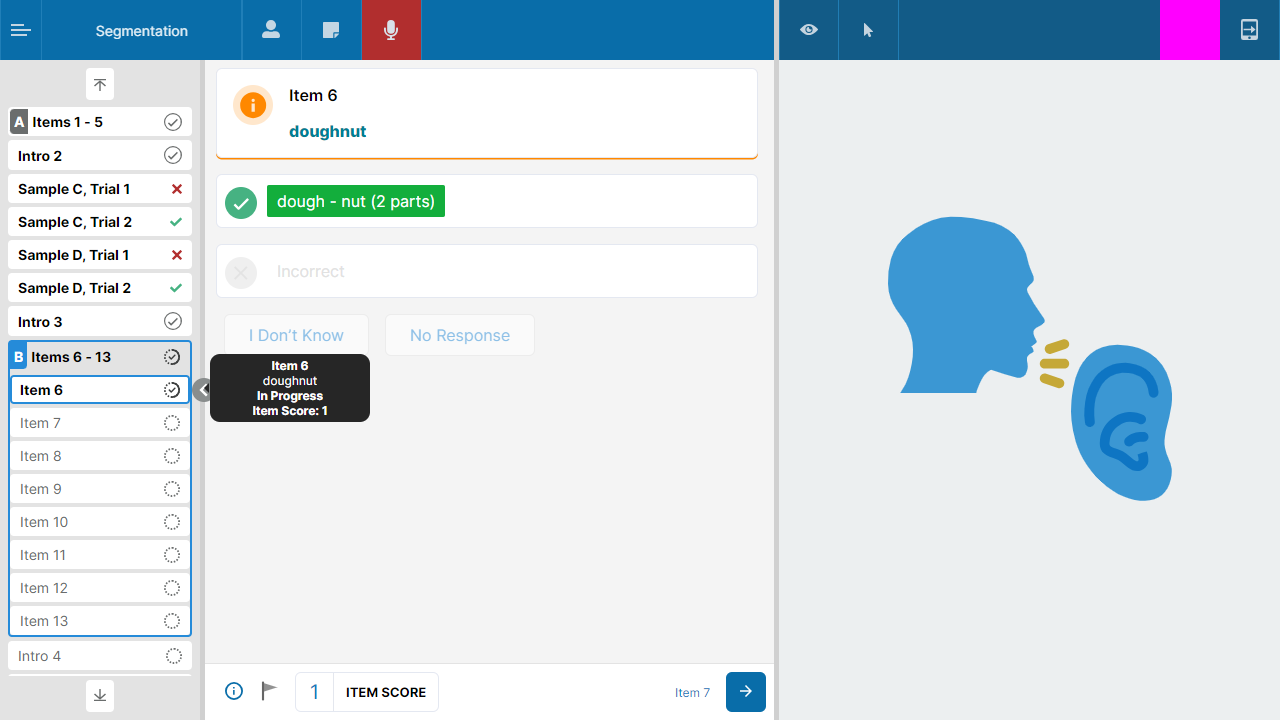 Segmentation
A Items 1 - 5
Intro 2
Sample C, Trial 1
Sample C, Trial 2
Sample D, Trial 1
Sample D, Trial 2
Intro 3
B Items 6 - 13
Item 6
Item 7
Item 8
Item 9
Item 10
Item 11
Item 12
Item 13
Intro 4
Item 6
doughnut
dough - nut (2 parts)
Incorrect
I Don't Know
No Response
Item 6
doughnut
In Progress
Item Score: 1
1 ITEM SCORE
Item 7